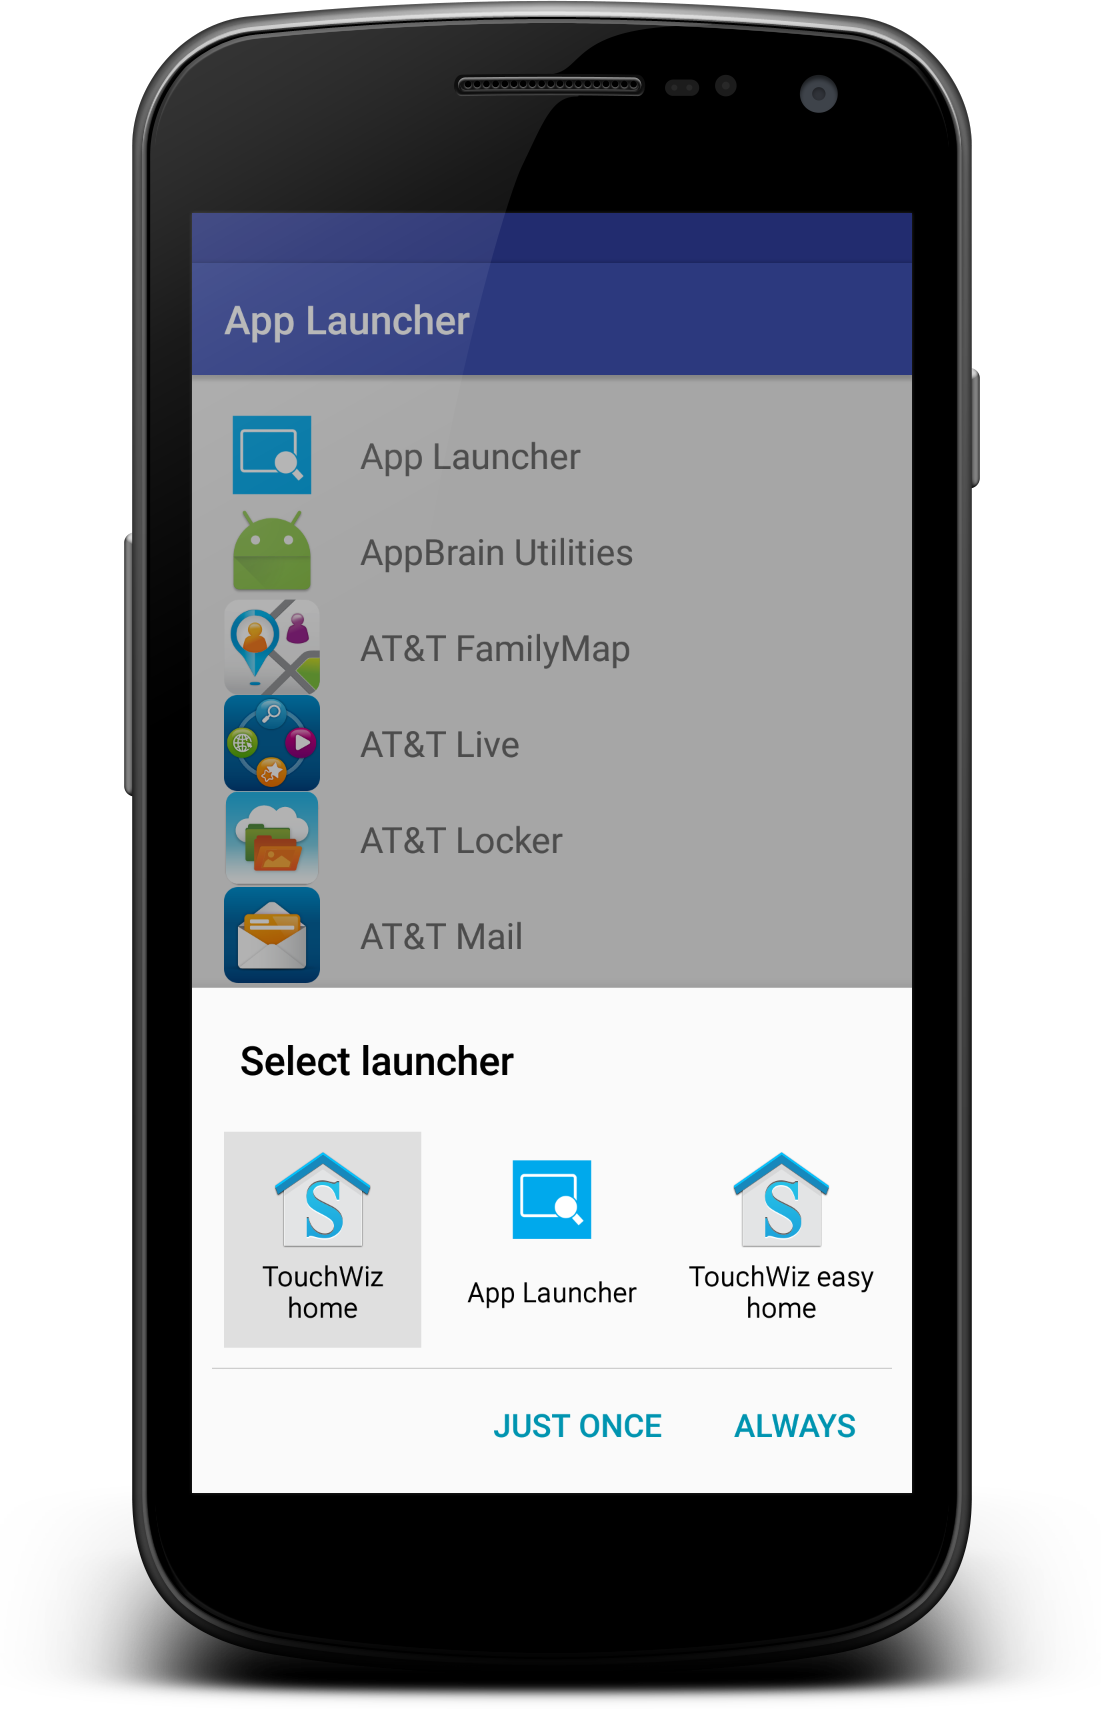 App Launcher
App Launcher
AppBrain Utilities
AT&T FamilyMap
AT&T Live
AT&T Locker
AT&T Mail
Select launcher
S
TouchWiz
home
App Launcher
S
TouchWiz easy
home
JUST ONCE
ALWAYS